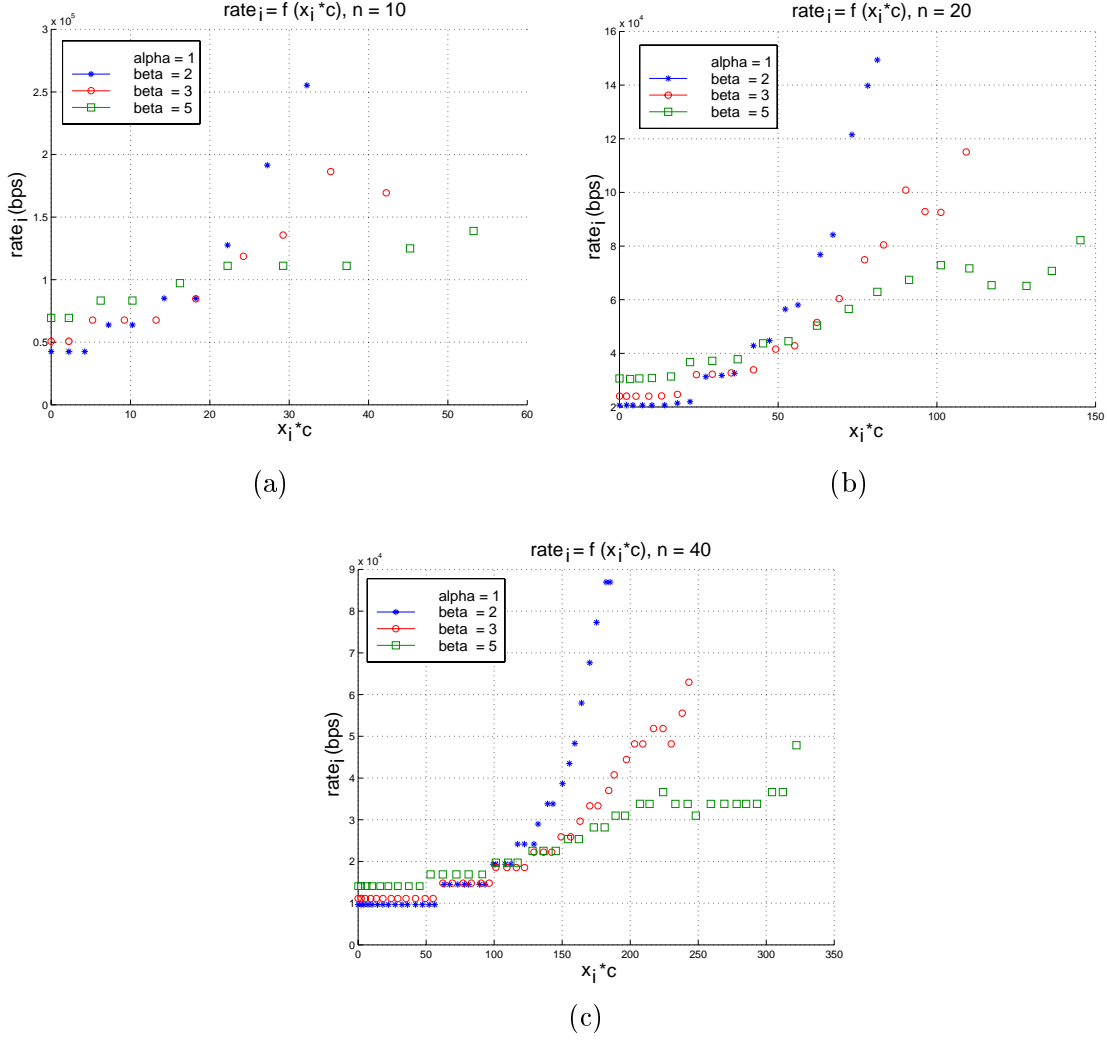 rate_i = f (x_i*c), n = 10
x 10^5
3
2.5
2
1.5
1
0.5
0
0 10 20 30 40 50 60
rate_i (bps)
x_i*c
alpha = 1
beta = 2
beta = 3
beta = 5
(a)
rate_i = f (x_i*c), n = 20
x 10^4
16
14
12
10
8
6
4
2
0 50 100 150
rate_i (bps)
x_i*c
alpha = 1
beta = 2
beta = 3
beta = 5
(b)
rate_i = f (x_i*c), n = 40
x 10^4
9
8
7
6
5
4
3
2
1
0
0 50 100 150 200 250 300 350
rate_i (bps)
x_i*c
alpha = 1
beta = 2
beta = 3
beta = 5
(c)